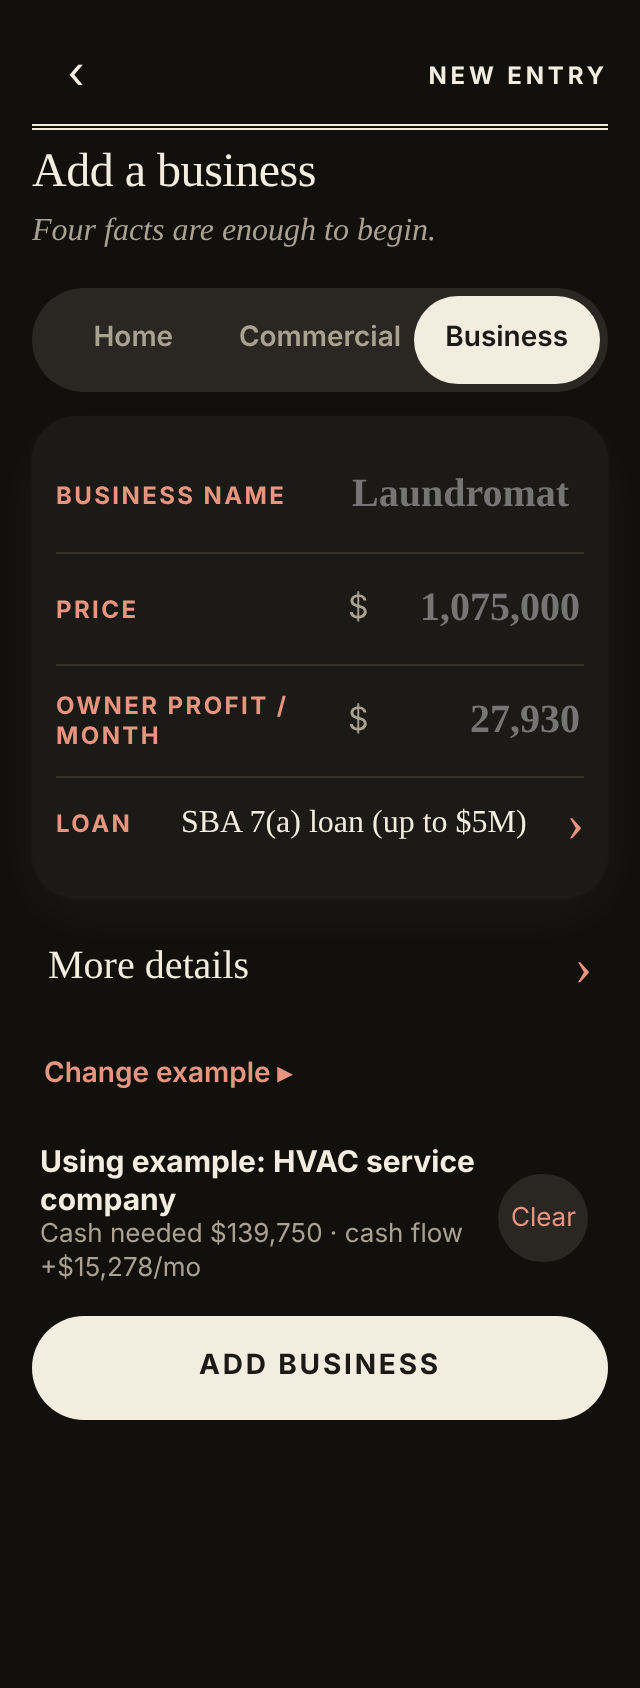 ‹
NEW ENTRY
Add a business
Four facts are enough to begin.
Home Commercial Business
BUSINESS NAME Laundromat
PRICE $ 1,075,000
OWNER PROFIT /
MONTH $ 27,930
LOAN SBA 7(a) loan (up to $5M) ›
More details ›
Change example ▸
Using example: HVAC service
company
Cash needed $139,750 · cash flow
+$15,278/mo
Clear
ADD BUSINESS